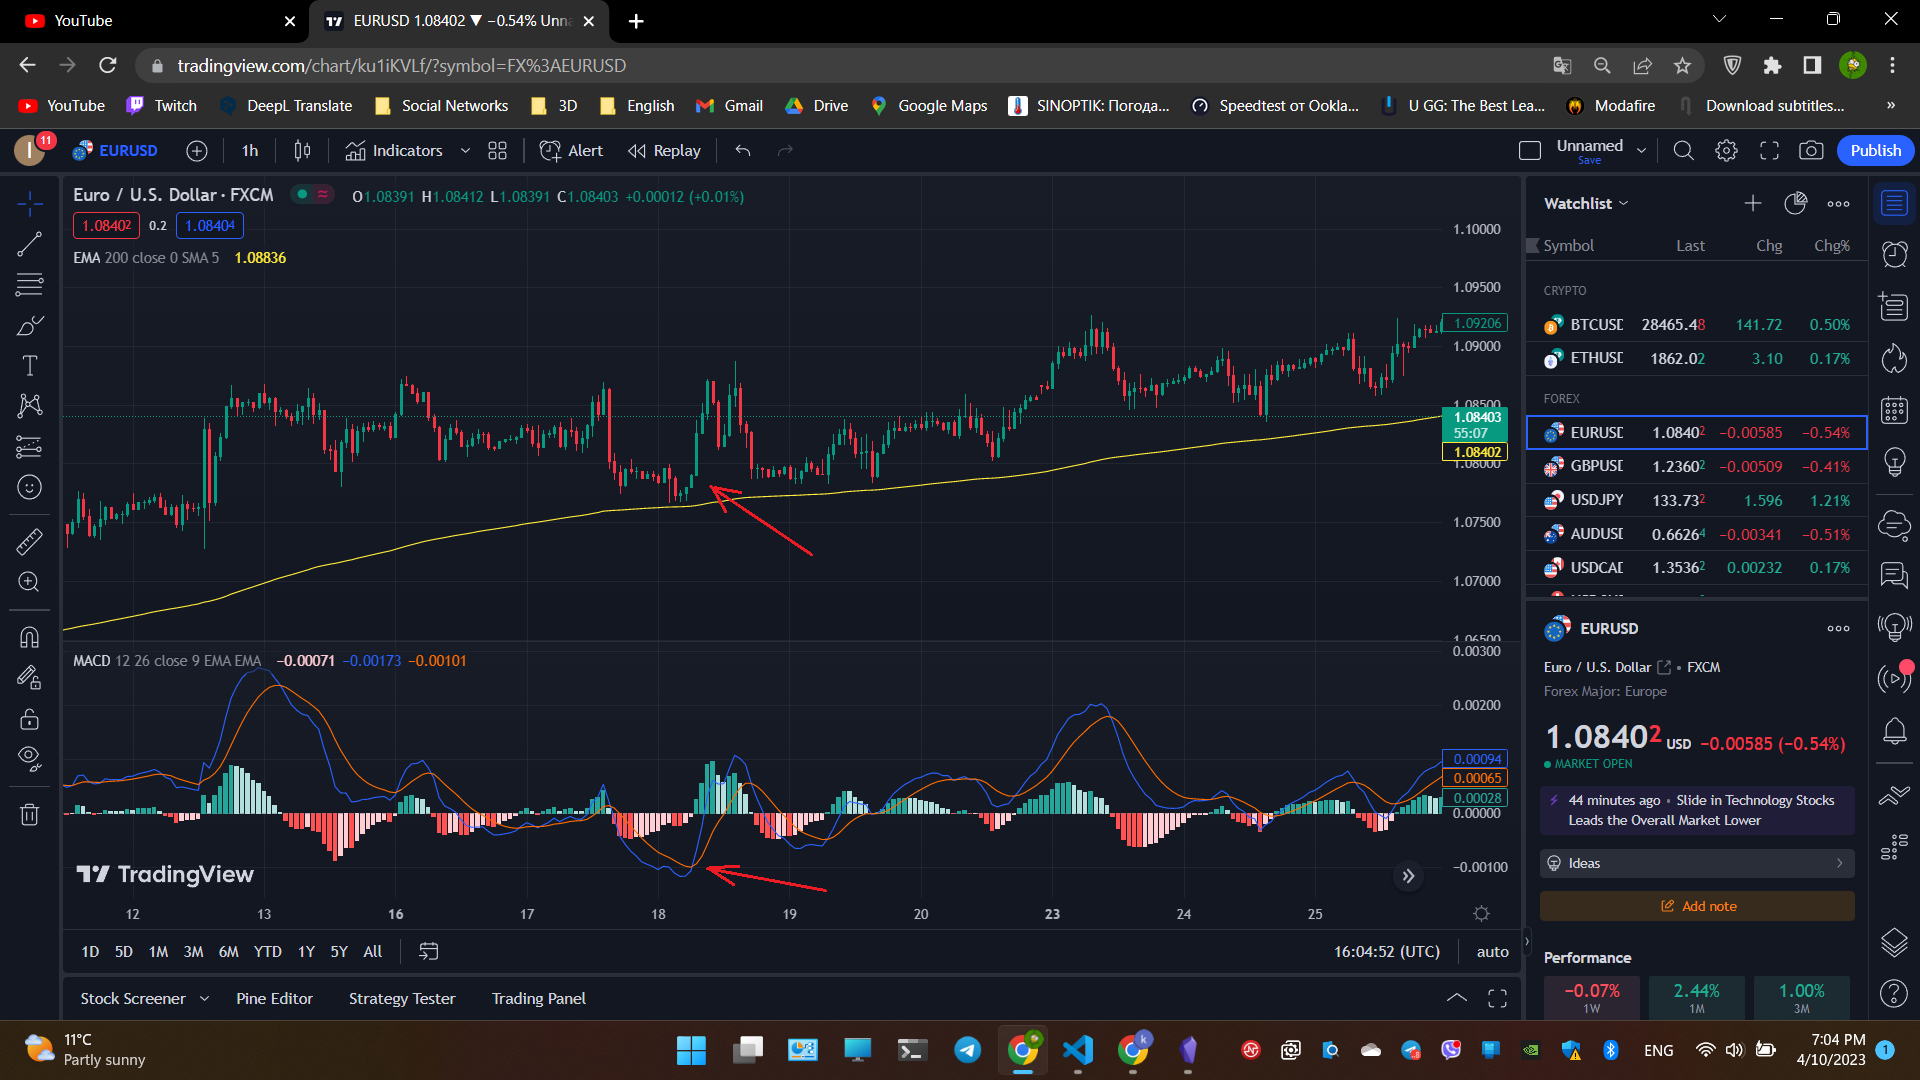 YouTube
EURUSD 1.08402 ▼ −0.54% Unna
tradingview.com/chart/ku1iKVLf/?symbol=FX%3AEURUSD
YouTube Twitch DeepL Translate Social Networks 3D English Gmail Drive Google Maps SINOPTIK: Погода... Speedtest от Ookla... U GG: The Best Lea... Modafire Download subtitles... »
I 11 EURUSD 1h Indicators Alert Replay Unnamed Save Publish
Euro / U.S. Dollar · FXCM O1.08391 H1.08412 L1.08391 C1.08403 +0.00012 (+0.01%)
1.08402 0.2 1.08404
EMA 200 close 0 SMA 5 1.08836
1.10000
1.09500
1.09206
1.09000
1.08500
1.08403
55:07
1.08402
1.08000
1.07500
1.07000
1.06500
MACD 12 26 close 9 EMA EMA −0.00071 −0.00173 −0.00101
0.00300
0.00200
0.00094
0.00065
0.00028
0.00000
−0.00100
TradingView
12 13 16 17 18 19 20 23 24 25
1D 5D 1M 3M 6M YTD 1Y 5Y All 16:04:52 (UTC) auto
Stock Screener Pine Editor Strategy Tester Trading Panel
Watchlist
Symbol Last Chg Chg%
CRYPTO
BTCUSD 28465.48 141.72 0.50%
ETHUSD 1862.02 3.10 0.17%
FOREX
EURUSD 1.08402 −0.00585 −0.54%
GBPUSD 1.23602 −0.00509 −0.41%
USDJPY 133.732 1.596 1.21%
AUDUSD 0.66264 −0.00341 −0.51%
USDCAD 1.35362 0.00232 0.17%
EURUSD
Euro / U.S. Dollar • FXCM
Forex Major: Europe
1.08402 USD −0.00585 (−0.54%)
MARKET OPEN
44 minutes ago • Slide in Technology Stocks
Leads the Overall Market Lower
Ideas
Add note
Performance
−0.07% 2.44% 1.00%
1W 1M 3M
11°C
Partly sunny
k
ENG
7:04 PM
4/10/2023
1